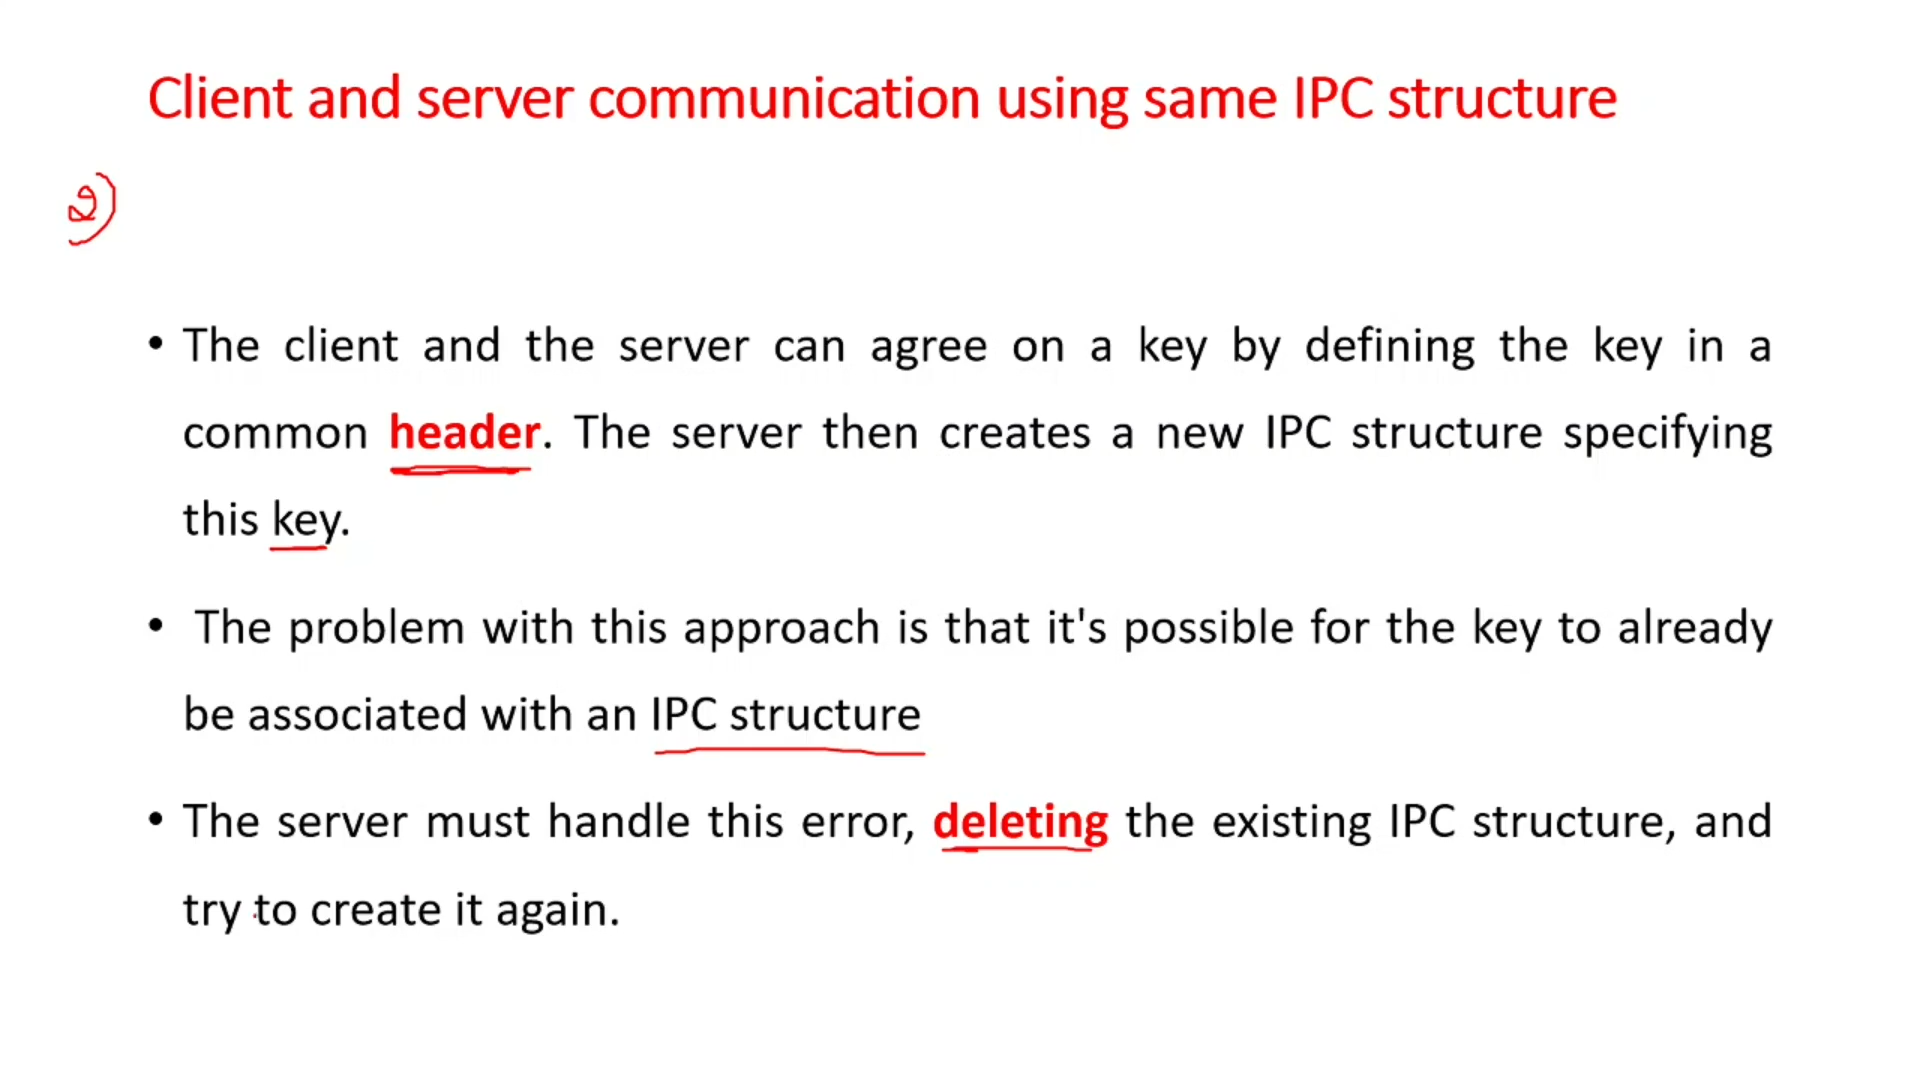 Client and server communication using same IPC structure
2)
• The client and the server can agree on a key by defining the key in a
common header. The server then creates a new IPC structure specifying
this key.
• The problem with this approach is that it's possible for the key to already
be associated with an IPC structure
• The server must handle this error, deleting the existing IPC structure, and
try to create it again.